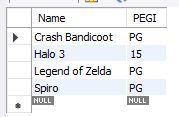 Name PEGI
Crash Bandicoot PG
Halo 3 15
Legend of Zelda PG
Spiro PG
NULL NULL